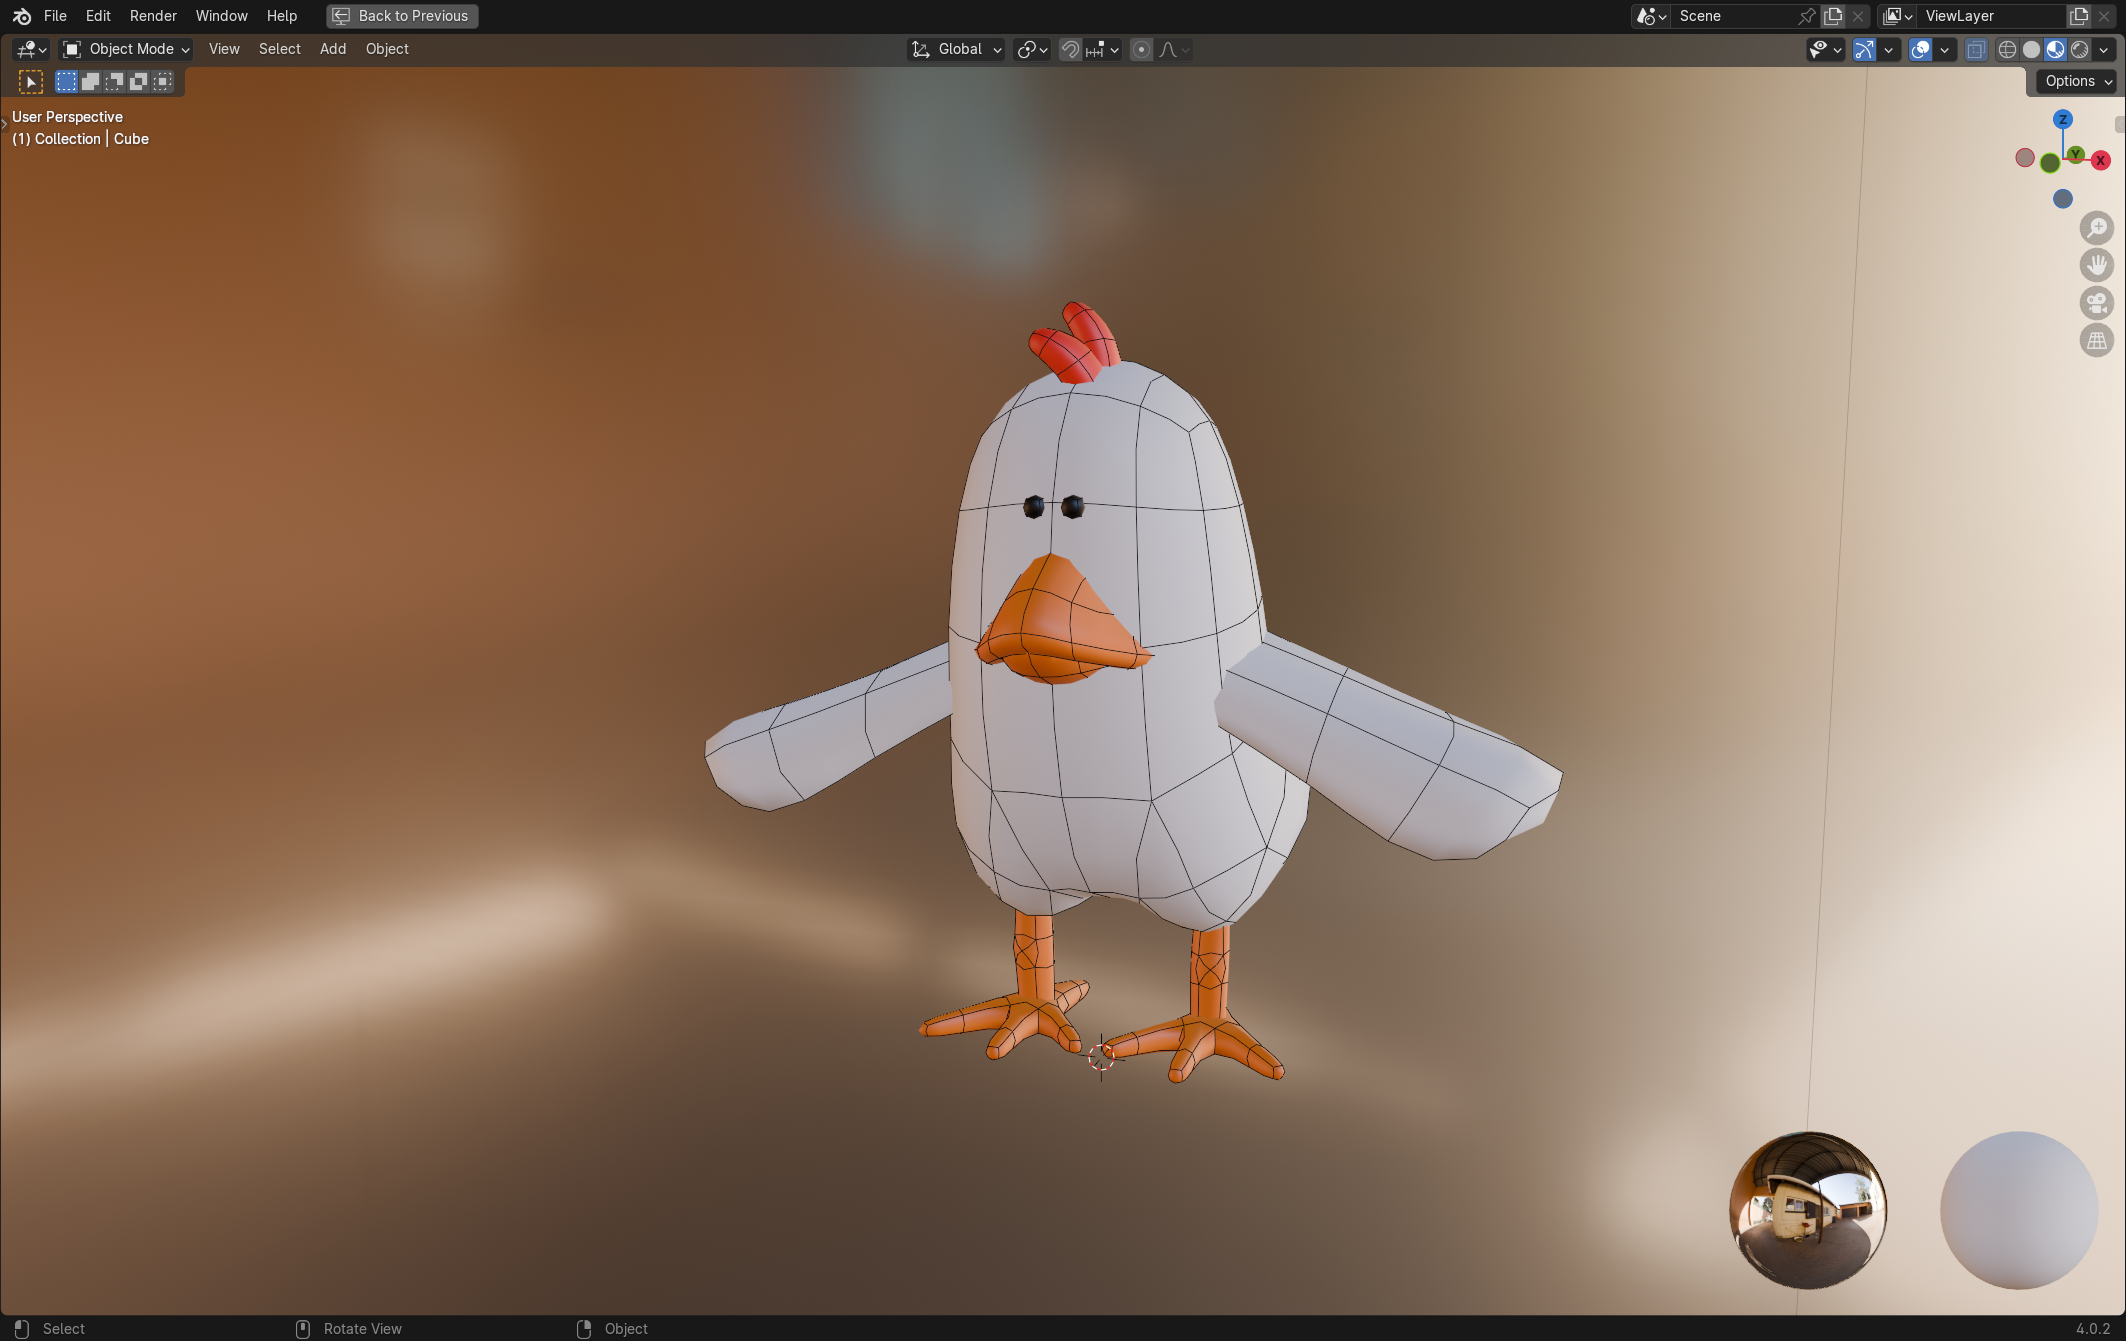 File Edit Render Window Help Back to Previous Scene ViewLayer
Object Mode View Select Add Object Global
Options
User Perspective
(1) Collection | Cube
Z
Y
X
Select Rotate View Object 4.0.2